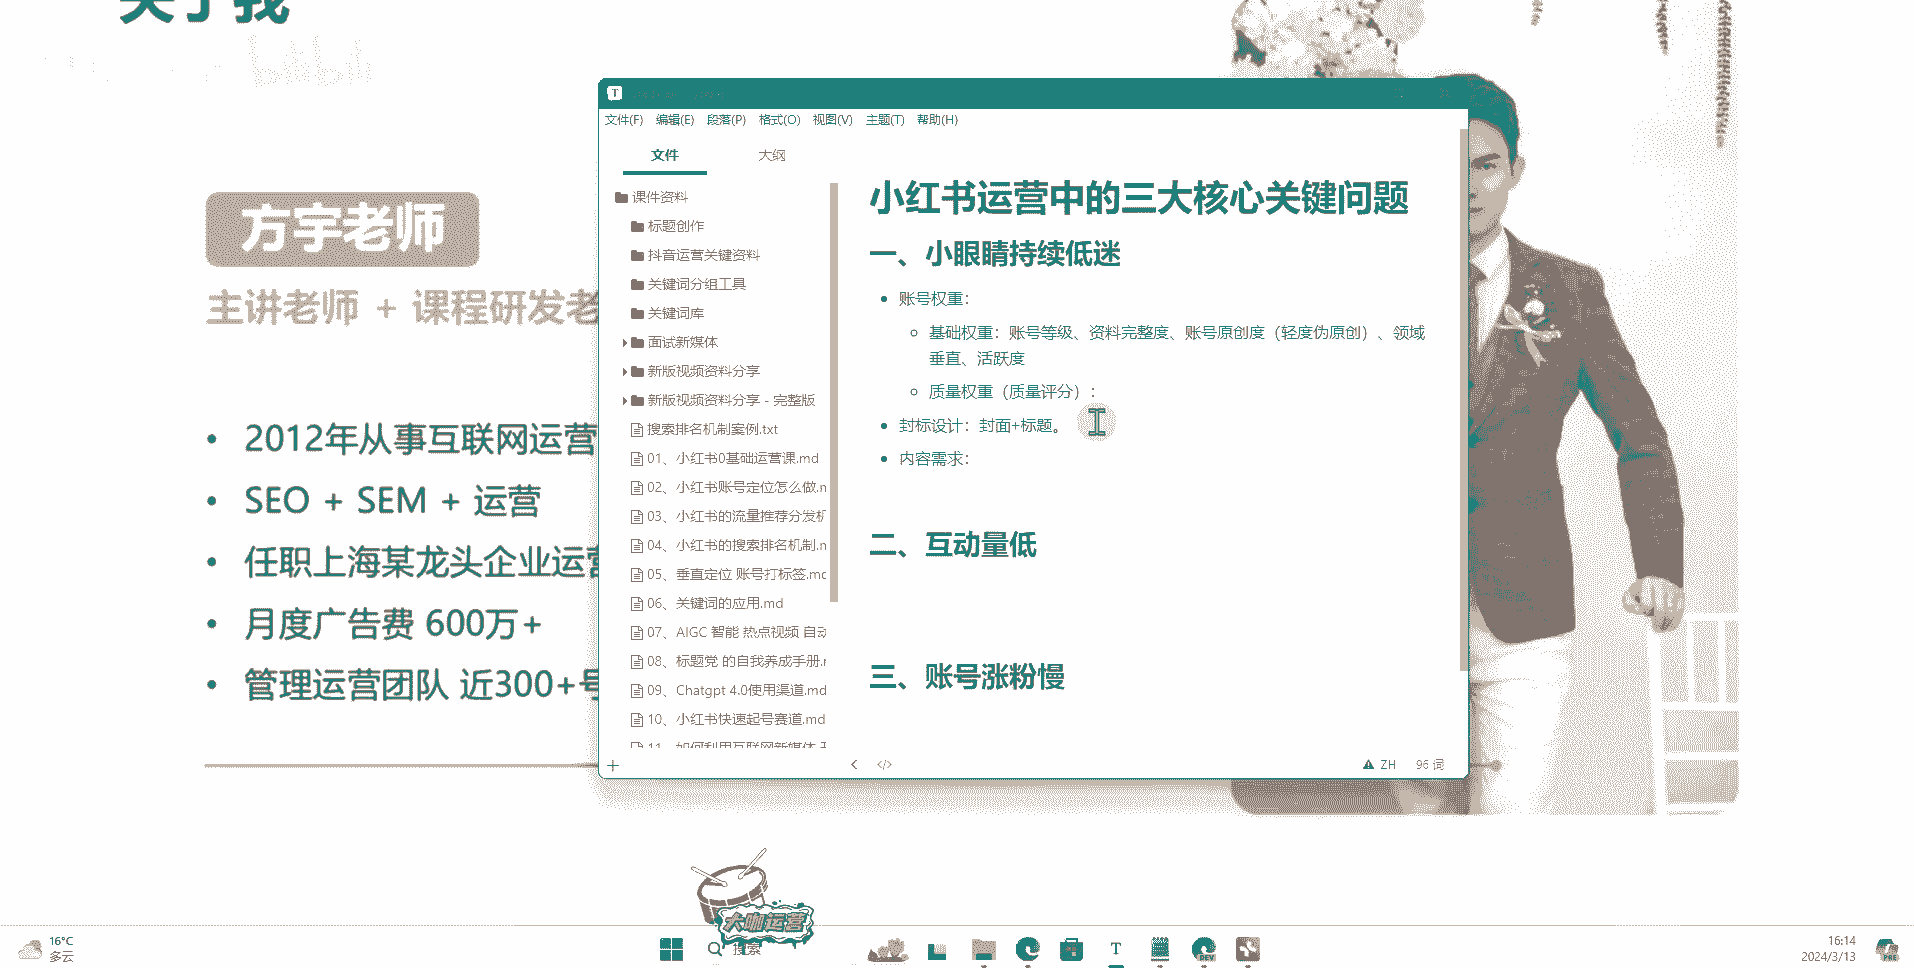 关于我
方宇老师
主讲老师 + 课程研发老
• 2012年从事互联网运营
• SEO + SEM + 运营
• 任职上海某龙头企业运营
• 月度广告费 600万+
• 管理运营团队 近300+号
文件(F) 编辑(E) 段落(P) 格式(O) 视图(V) 主题(T) 帮助(H)
文件 大纲
课件资料
标题创作
抖音运营关键资料
关键词分组工具
关键词库
面试新媒体
新版视频资料分享
新版视频资料分享 - 完整版
搜索排名机制案例.txt
01、小红书0基础运营课.md
02、小红书账号定位怎么做.n
03、小红书的流量推荐分发机
04、小红书的搜索排名机制.n
05、垂直定位 账号打标签.mc
06、关键词的应用.md
07、AIGC 智能 热点视频 自动
08、标题党 的自我养成手册.r
09、Chatgpt 4.0使用渠道.md
10、小红书快速起号赛道.md
11、如何利用互联网新媒体
小红书运营中的三大核心关键问题
一、小眼睛持续低迷
• 账号权重：
基础权重：账号等级、资料完整度、账号原创度（轻度伪原创）、领域
垂直、活跃度
质量权重（质量评分）：
• 封标设计：封面+标题。
• 内容需求：
二、互动量低
三、账号涨粉慢
</> ZH 96 词
大咖运营
16°C
多云
搜索
16:14
2024/3/13